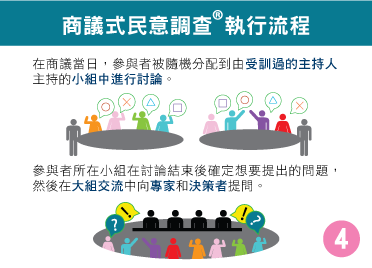 商議式民意調查®執行流程
在商議當日，參與者被隨機分配到由受訓過的主持人
主持的小組中進行討論。
參與者所在小組在討論結束後確定想要提出的問題，
然後在大組交流中向專家和決策者提問。
?
!
!
?
4